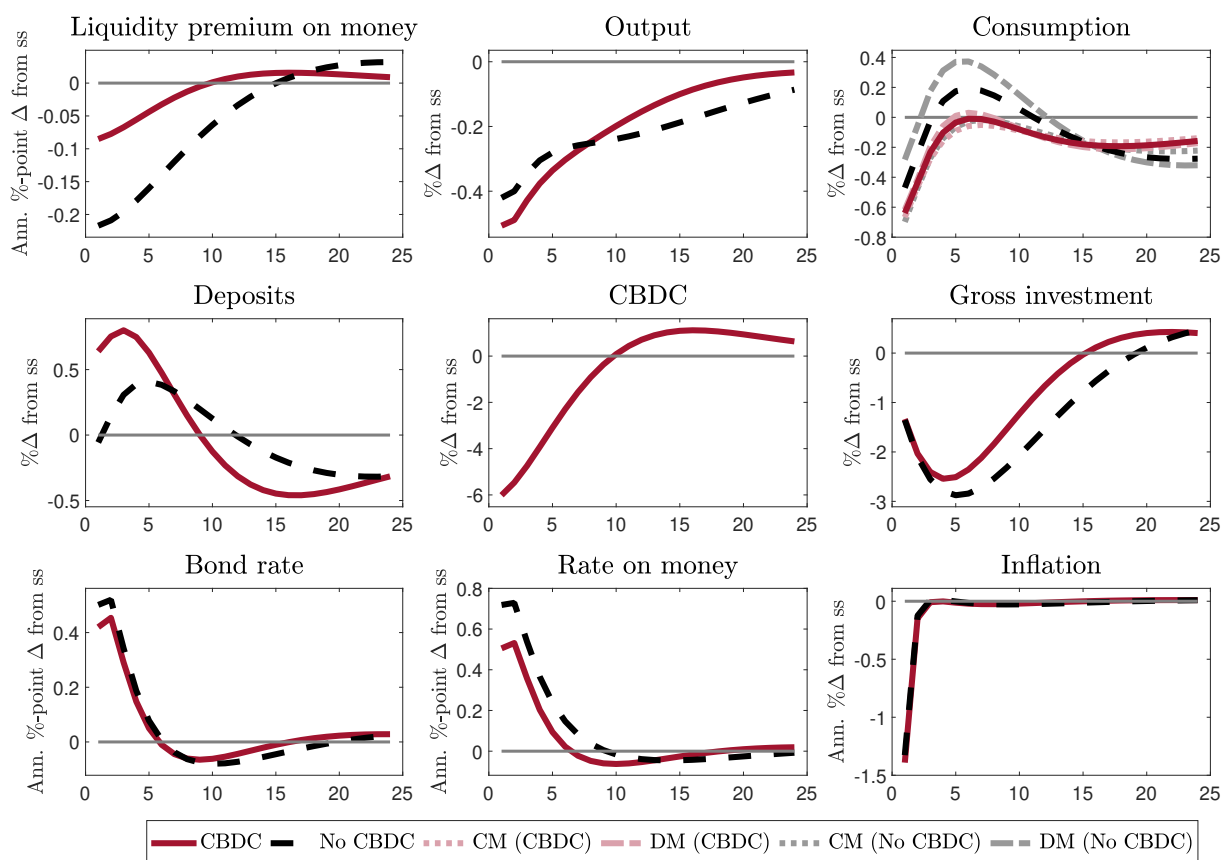 Liquidity premium on money
Output
Consumption
Ann. %-point Δ from ss
0
-0.05
-0.1
-0.15
-0.2
0 5 10 15 20 25
%Δ from ss
0
-0.2
-0.4
0 5 10 15 20 25
%Δ from ss
0.4
0.2
0
-0.2
-0.4
-0.6
-0.8
0 5 10 15 20 25
Deposits
CBDC
Gross investment
%Δ from ss
0.5
0
-0.5
0 5 10 15 20 25
%Δ from ss
0
-2
-4
-6
0 5 10 15 20 25
%Δ from ss
0
-1
-2
-3
0 5 10 15 20 25
Bond rate
Rate on money
Inflation
Ann. %-point Δ from ss
0.4
0.2
0
0 5 10 15 20 25
Ann. %-point Δ from ss
0.8
0.6
0.4
0.2
0
0 5 10 15 20 25
Ann. %Δ from ss
0
-0.5
-1
-1.5
0 5 10 15 20 25
CBDC No CBDC CM (CBDC) DM (CBDC) CM (No CBDC) DM (No CBDC)